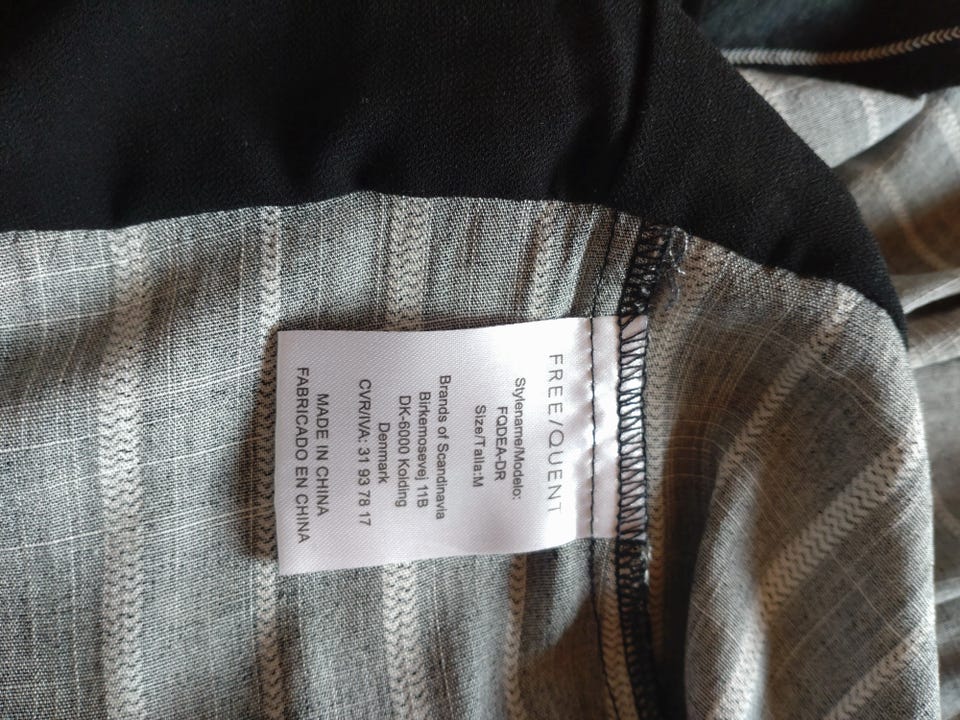 FREE/QUENT
Stylename/Modelo:
FQDEA-DR
Size/Talla:M
Brands of Scandinavia
Birkemosevej 11B
DK-6000 Kolding
Denmark
CVR/IVA: 31 93 78 17
MADE IN CHINA
FABRICADO EN CHINA